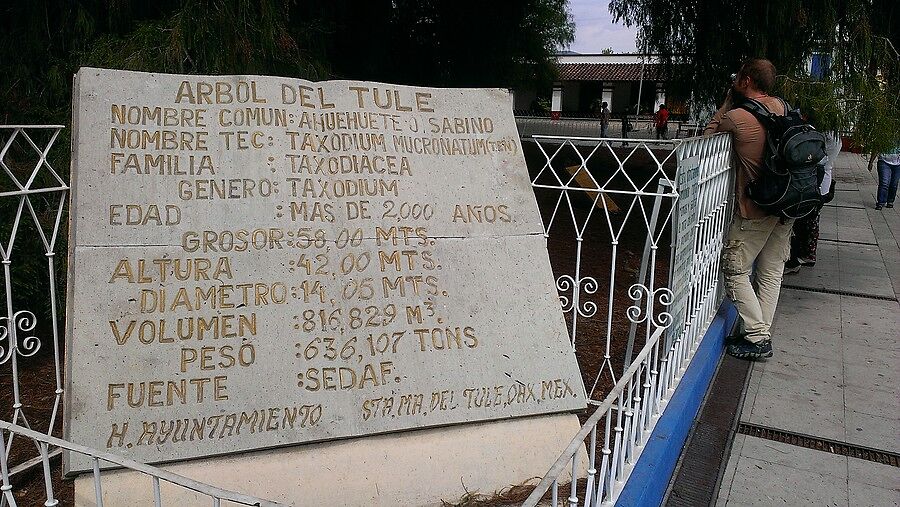 ARBOL DEL TULE
NOMBRE COMUN: AHUEHUETE-J. SABINO
NOMBRE TEC: TAXODIUM MUCRONATUM(TEN)
FAMILIA : TAXODIACEA
GENERO: TAXODIUM
EDAD : MAS DE 2,000 AÑOS.
GROSOR: 58,00 MTS.
ALTURA : 42,00 MTS.
DIAMETRO: 14,05 MTS.
VOLUMEN : 816,829 M³.
PESO : 636,107 TONS
FUENTE : SEDAF.
H. AYUNTAMIENTO STA. MA. DEL TULE, OAX. MEX.